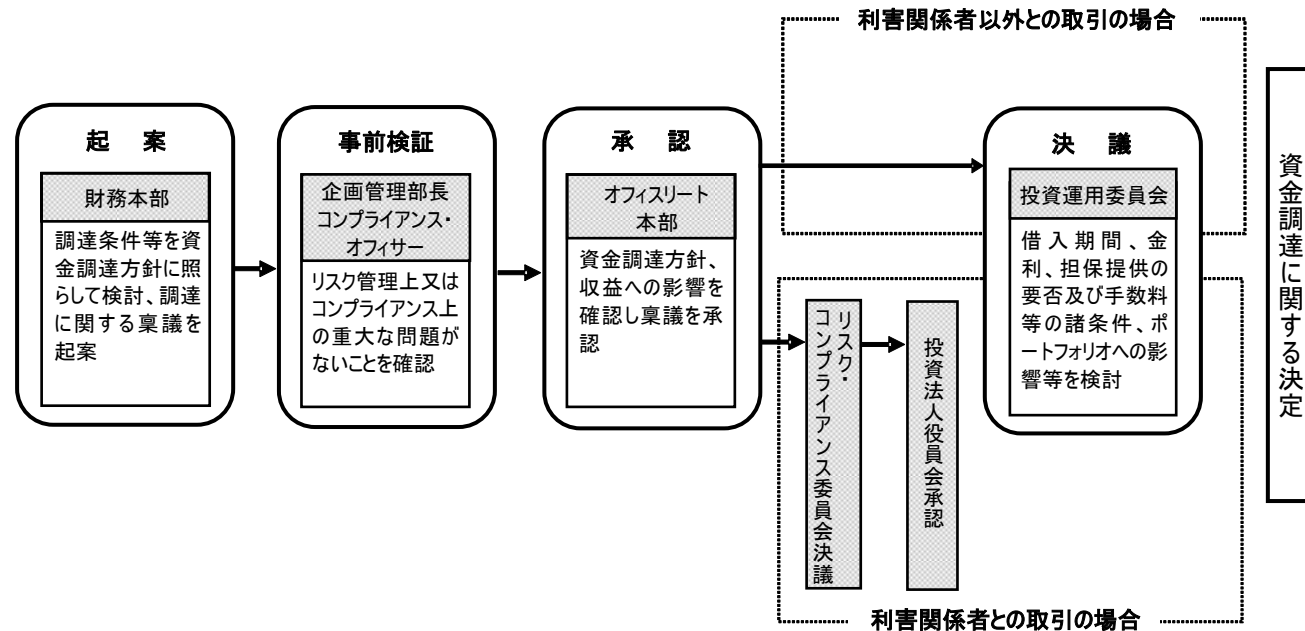 利害関係者以外との取引の場合
起 案
財務本部
調達条件等を資
金調達方針に照
らして検討、調達
に関する稟議を
起案
事前検証
企画管理部長
コンプライアンス・
オフィサー
リスク管理上又は
コンプライアンス上
の重大な問題が
ないことを確認
承 認
オフィスリート
本部
資金調達方針、
収益への影響を
確認し稟議を承
認
リスク・
コンプライアンス委員会決議
投資法人役員会承認
決 議
投資運用委員会
借入期間、金
利、担保提供の
要否及び手数料
等の諸条件、ポ
ートフォリオへの影
響等を検討
資金調達に関する決定
利害関係者との取引の場合